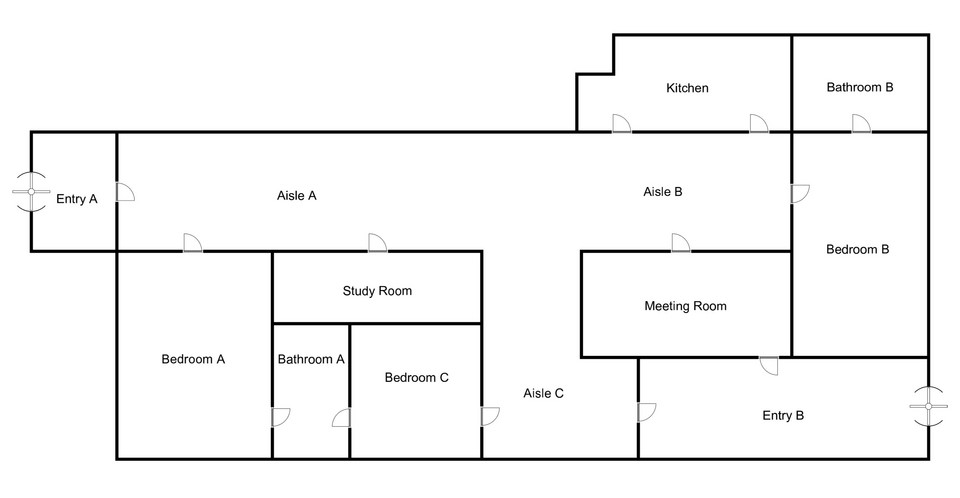 Kitchen
Bathroom B
Entry A
Aisle A
Aisle B
Bedroom B
Study Room
Meeting Room
Bedroom A
Bathroom A
Bedroom C
Aisle C
Entry B